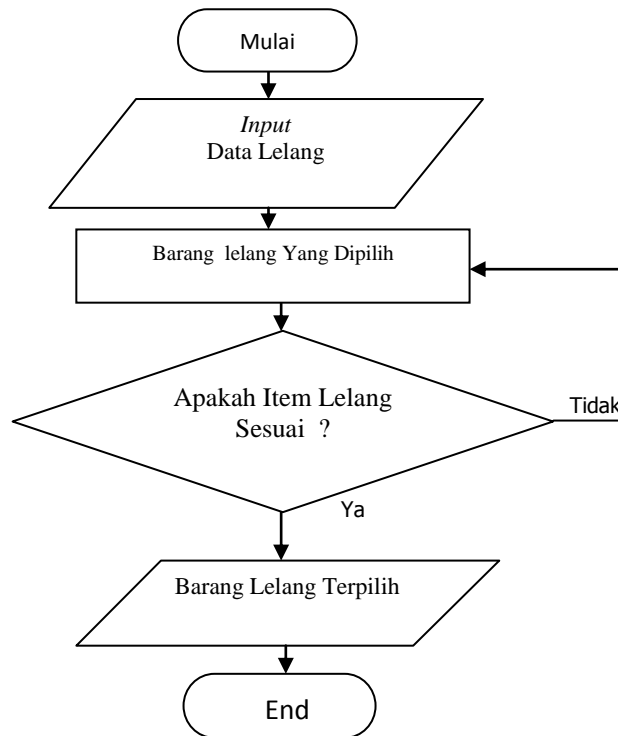 Mulai
Input
Data Lelang
Barang lelang Yang Dipilih
Apakah Item Lelang
Sesuai ?
Tidak
Ya
Barang Lelang Terpilih
End